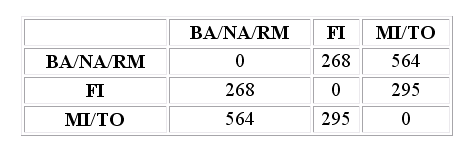 BA/NA/RM FI MI/TO
BA/NA/RM 0 268 564
FI 268 0 295
MI/TO 564 295 0